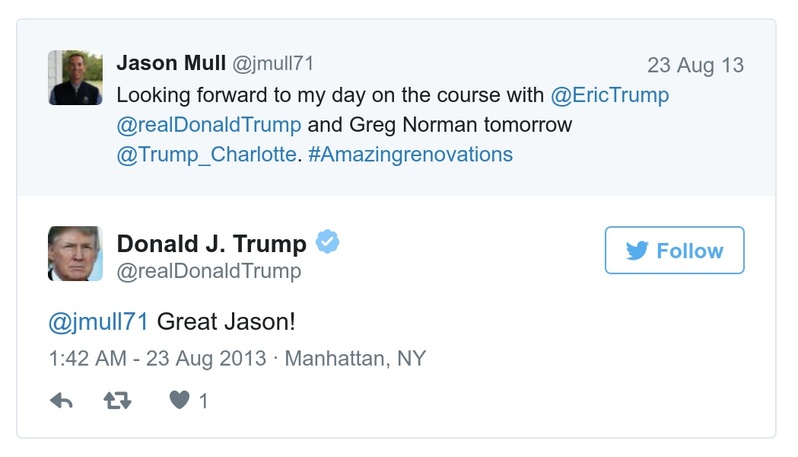 Jason Mull @jmull71 23 Aug 13
Looking forward to my day on the course with @EricTrump
@realDonaldTrump and Greg Norman tomorrow
@Trump_Charlotte. #Amazingrenovations
Donald J. Trump
@realDonaldTrump
Follow
@jmull71 Great Jason!
1:42 AM - 23 Aug 2013 · Manhattan, NY
1